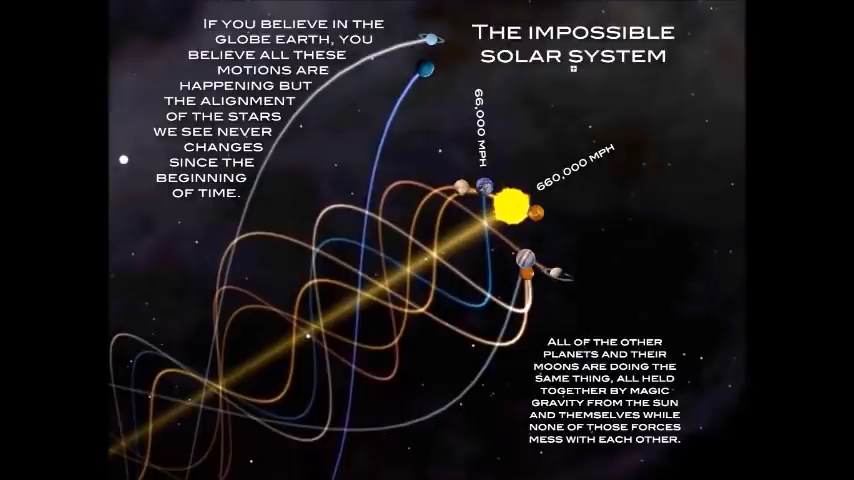 IF YOU BELIEVE IN THE
GLOBE EARTH, YOU
BELIEVE ALL THESE
MOTIONS ARE
HAPPENING BUT
THE ALIGNMENT
OF THE STARS
WE SEE NEVER
CHANGES
SINCE THE
BEGINNING
OF TIME.
THE IMPOSSIBLE
SOLAR SYSTEM
66,000 MPH
660,000 MPH
ALL OF THE OTHER
PLANETS AND THEIR
MOONS ARE DOING THE
SAME THING, ALL HELD
TOGETHER BY MAGIC
GRAVITY FROM THE SUN
AND THEMSELVES WHILE
NONE OF THOSE FORCES
MESS WITH EACH OTHER.